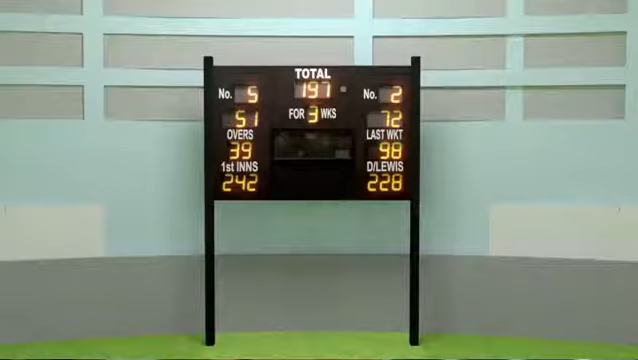 TOTAL
No. 5 197 No. 2
51 FOR 3 WKS 72
OVERS LAST WKT
39 98
1st INNS D/LEWIS
242 228